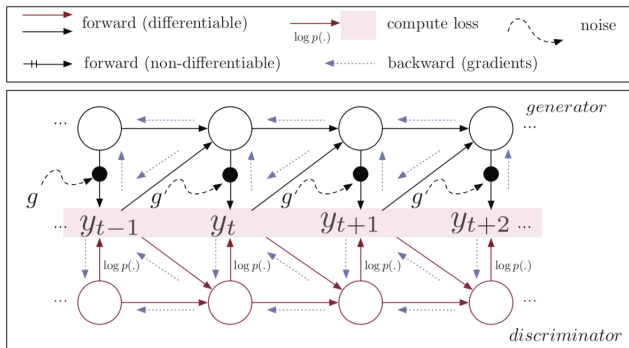 forward (differentiable) log p(.) compute loss noise
forward (non-differentiable) backward (gradients)
... generator ...
g g g g
... y_{t-1} y_t y_{t+1} y_{t+2} ...
log p(.) log p(.) log p(.) log p(.)
... ...
discriminator